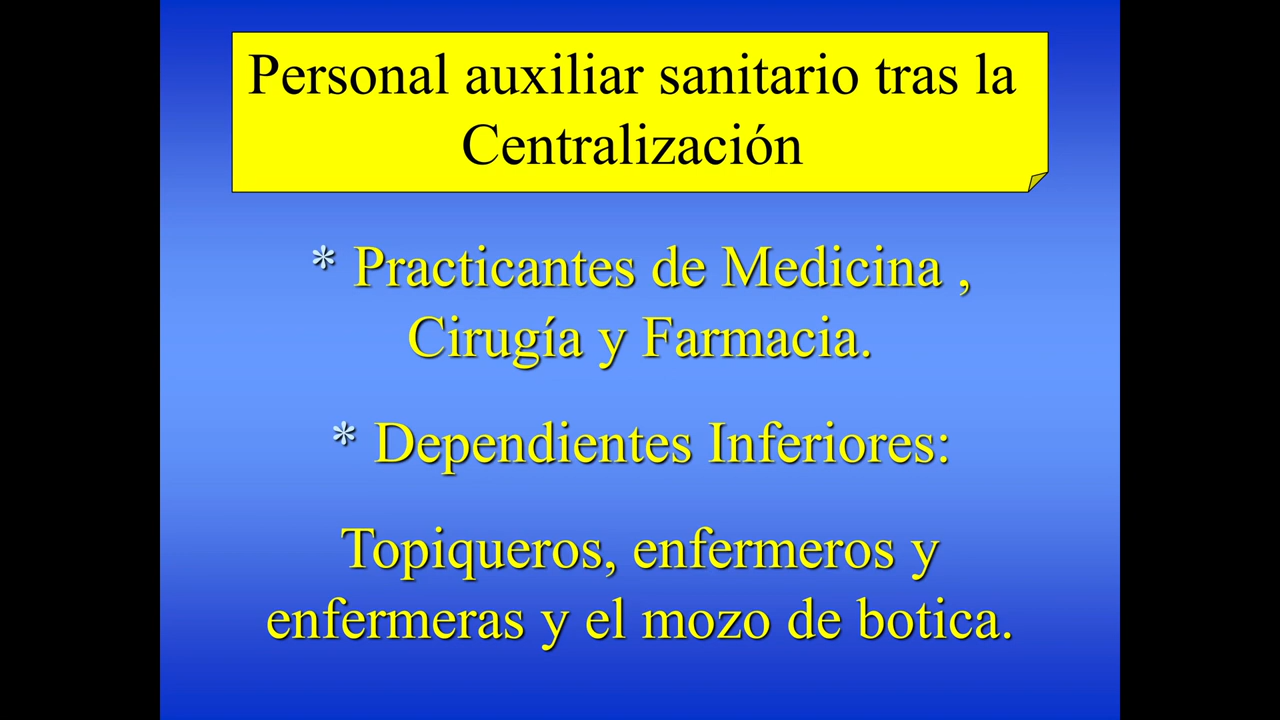 Personal auxiliar sanitario tras la
Centralización
* Practicantes de Medicina ,
Cirugía y Farmacia.
* Dependientes Inferiores:
Topiqueros, enfermeros y
enfermeras y el mozo de botica.